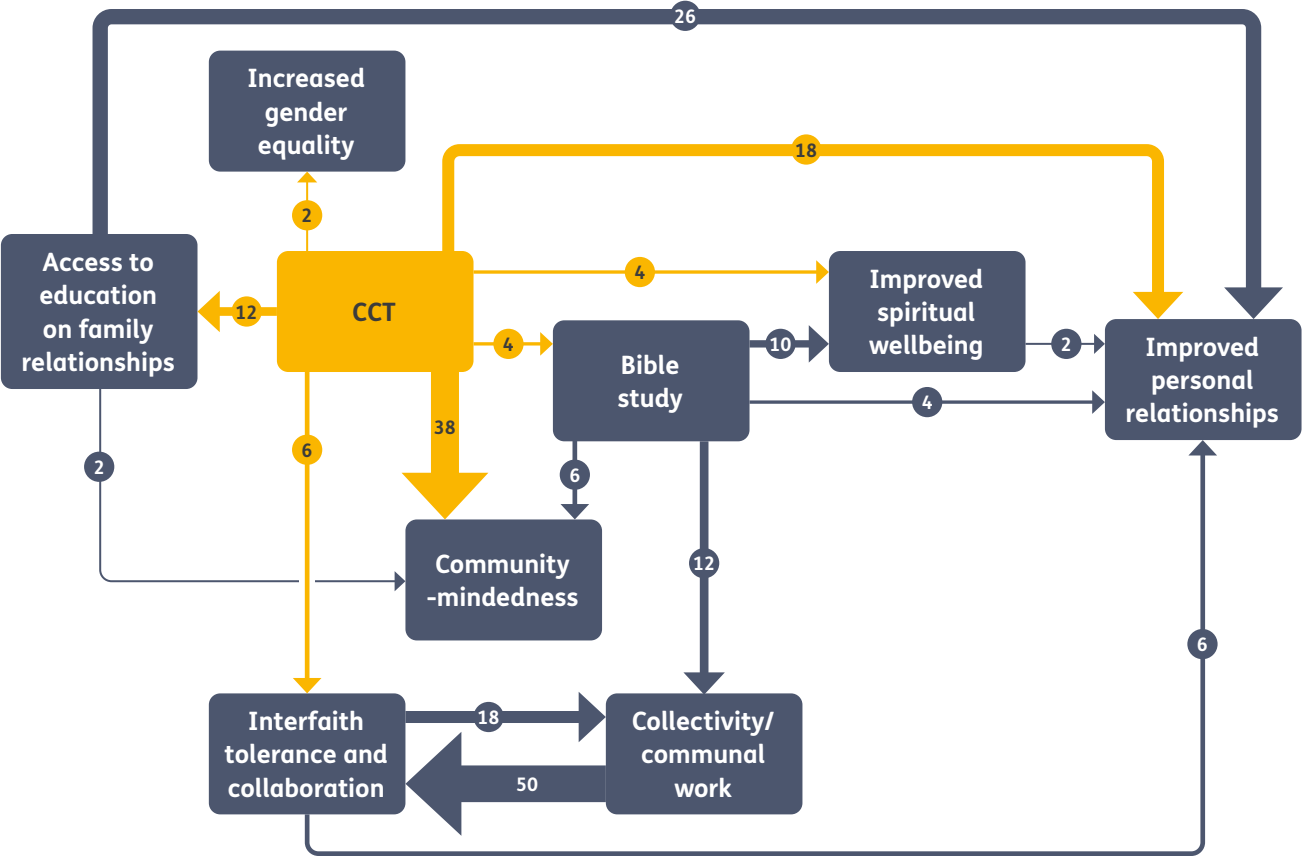 26
Increased
gender
equality
18
2
Access to
education
on family
relationships
12
CCT
4
Improved
spiritual
wellbeing
4
Bible
study
10
2
Improved
personal
relationships
4
38
6
2
6
12
Community
-mindedness
6
Interfaith
tolerance and
collaboration
18
50
Collectivity/
communal
work